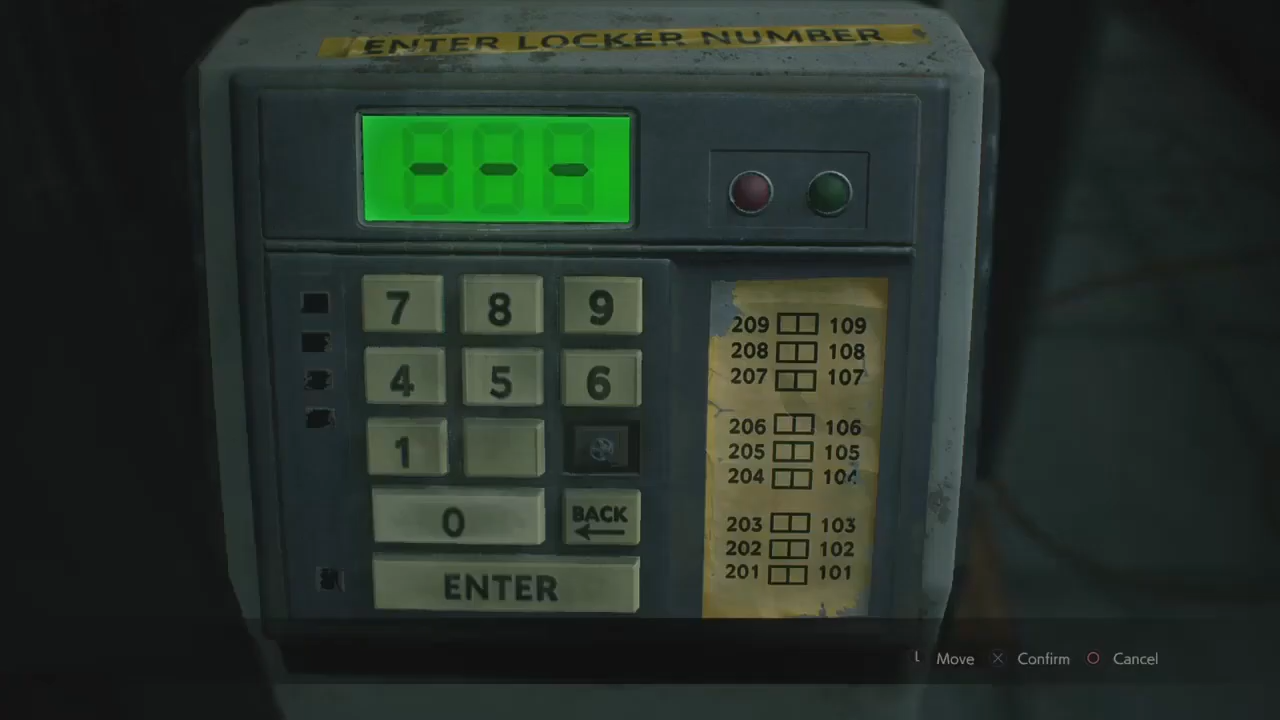 ENTER LOCKER NUMBER
- - -
7 8 9
4 5 6
1
0 BACK
ENTER
209 109
208 108
207 107
206 106
205 105
204 104
203 103
202 102
201 101
Move Confirm Cancel